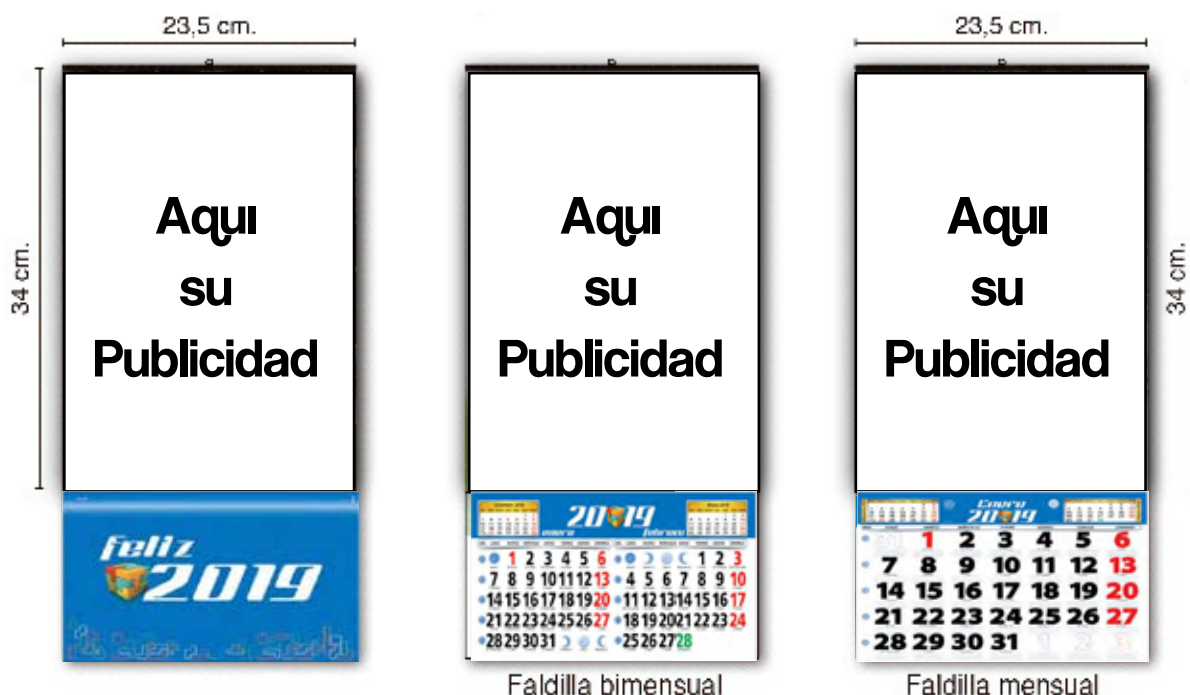 23,5 cm.
23,5 cm.
34 cm.
34 cm.
Aqui
su
Publicidad
feliz
2019
Aqui
su
Publicidad
2019
enero
febrero
1 2 3 4 5 6
1 2 3
7 8 9 10 11 12 13
4 5 6 7 8 9 10
14 15 16 17 18 19 20
11 12 13 14 15 16 17
21 22 23 24 25 26 27
18 19 20 21 22 23 24
28 29 30 31
25 26 27 28
Faldilla bimensual
Aqui
su
Publicidad
Enero
2019
31 1 2 3 4 5 6
7 8 9 10 11 12 13
14 15 16 17 18 19 20
21 22 23 24 25 26 27
28 29 30 31 1 2 3
Faldilla mensual